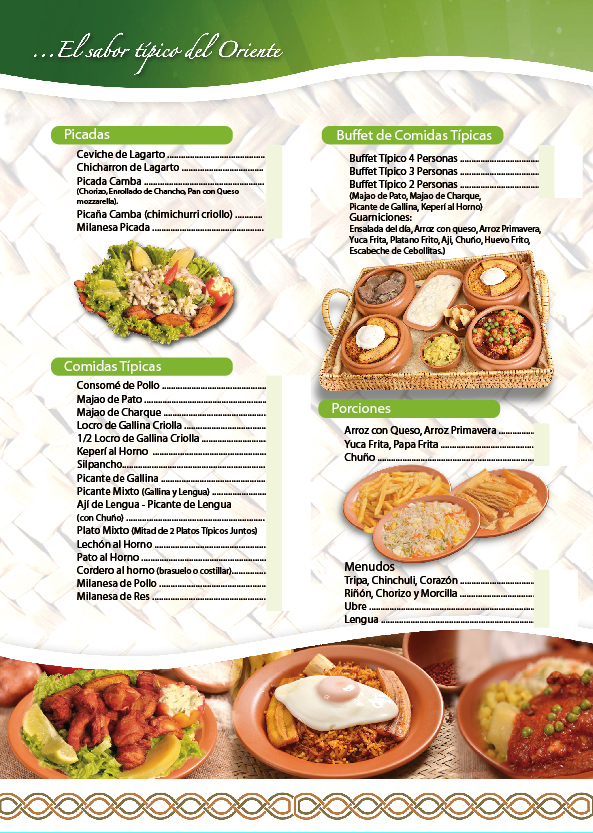 ...El sabor típico del Oriente
Picadas
Ceviche de Lagarto ..........................................
Chicharron de Lagarto ...................................
Picada Camba ...................................................
(Chorizo, Enrollado de Chancho, Pan con Queso
mozzarella).
Picaña Camba (chimichurri criollo) ............
Milanesa Picada ...............................................
Comidas Típicas
Consomé de Pollo ............................................
Majao de Pato ...................................................
Majao de Charque ...........................................
Locro de Gallina Criolla ..................................
1/2 Locro de Gallina Criolla ...........................
Keperí al Horno ................................................
Silpancho............................................................
Picante de Gallina ............................................
Picante Mixto (Gallina y Lengua) .......................
Ají de Lengua - Picante de Lengua
(con Chuño) ...........................................................
Plato Mixto (Mitad de 2 Platos Típicos Juntos)
Lechón al Horno ...............................................
Pato al Horno ....................................................
Cordero al horno (brasuelo o costillar)...............
Milanesa de Pollo .............................................
Milanesa de Res ................................................
Buffet de Comidas Típicas
Buffet Típico 4 Personas .................................
Buffet Típico 3 Personas .................................
Buffet Típico 2 Personas .................................
(Majao de Pato, Majao de Charque,
Picante de Gallina, Keperí al Horno)
Guarniciones:
Ensalada del día, Arroz con queso, Arroz Primavera,
Yuca Frita, Platano Frito, Aji, Chuño, Huevo Frito,
Escabeche de Cebollitas.)
Porciones
Arroz con Queso, Arroz Primavera ...............
Yuca Frita, Papa Frita ........................................
Chuño ..................................................................
Menudos
Tripa, Chinchuli, Corazón ................................
Riñón, Chorizo y Morcilla ................................
Ubre ......................................................................
Lengua .................................................................